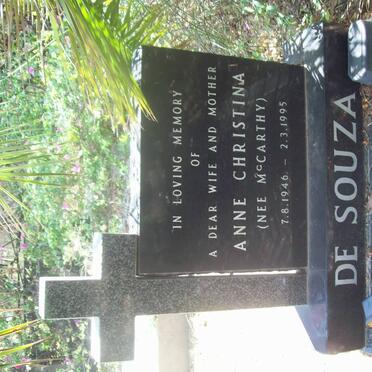 IN LOVING MEMORY
OF
A DEAR WIFE AND MOTHER
ANNE CHRISTINA
(NEE McCARTHY)
7.8.1946 – 2.3.1995
DE SOUZA